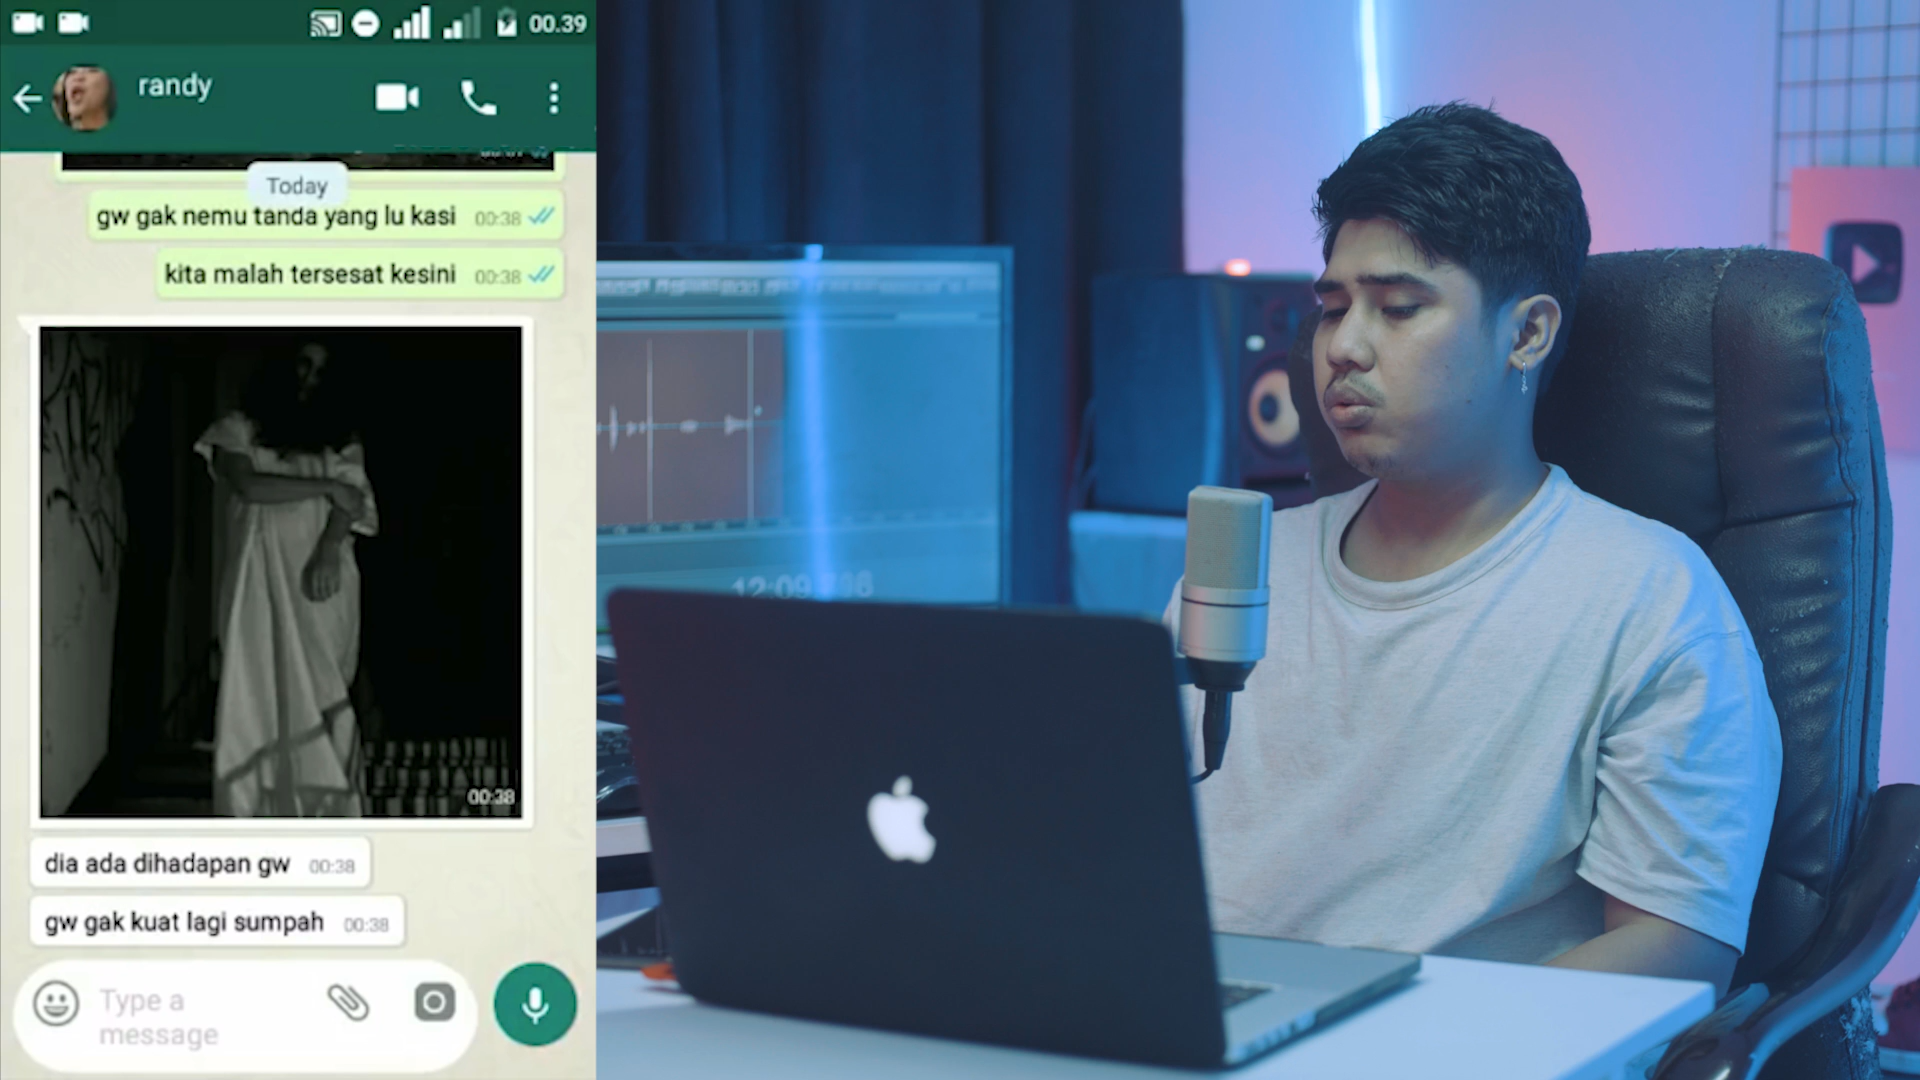 00.39
randy
Today
gw gak nemu tanda yang lu kasi 00:38
kita malah tersesat kesini 00:38
00:38
dia ada dihadapan gw 00:38
gw gak kuat lagi sumpah 00:38
Type a
message